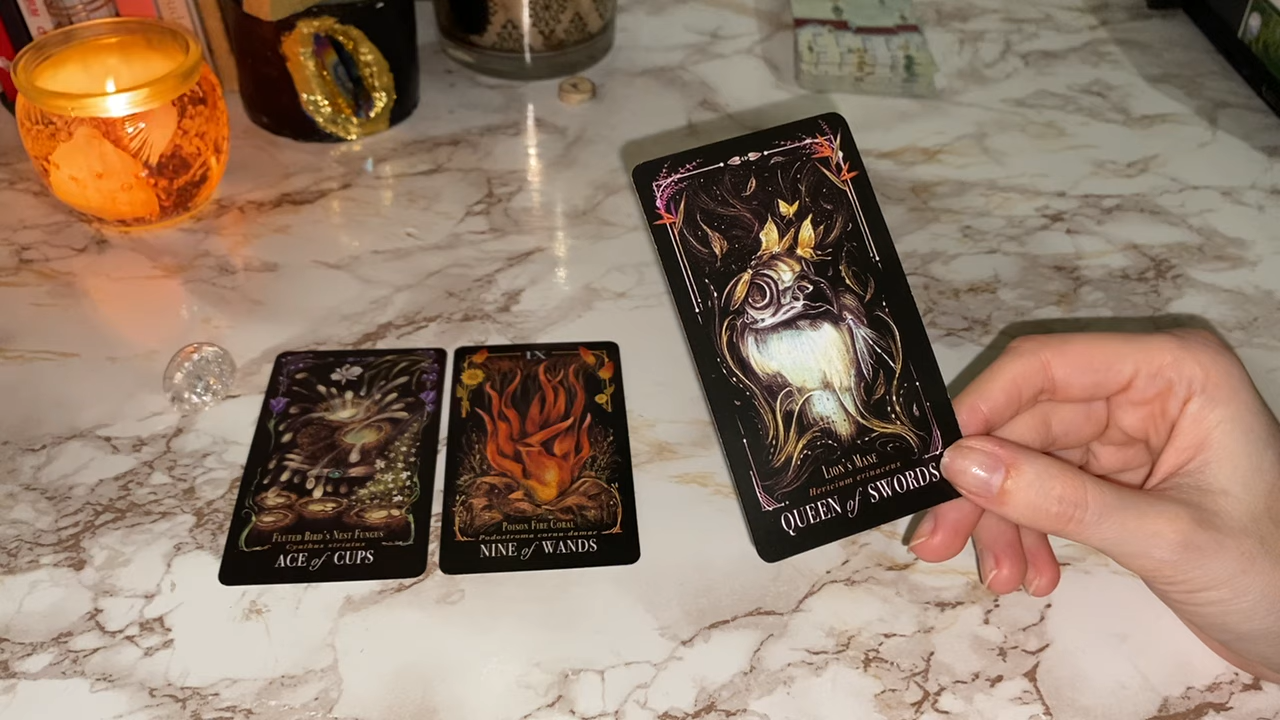 FLUTED BIRD'S NEST FUNGUS
Cyathus striatus
ACE of CUPS
IX
POISON FIRE CORAL
Podostroma cornu-damae
NINE of WANDS
LION'S MANE
Hericium erinaceus
QUEEN of SWORDS